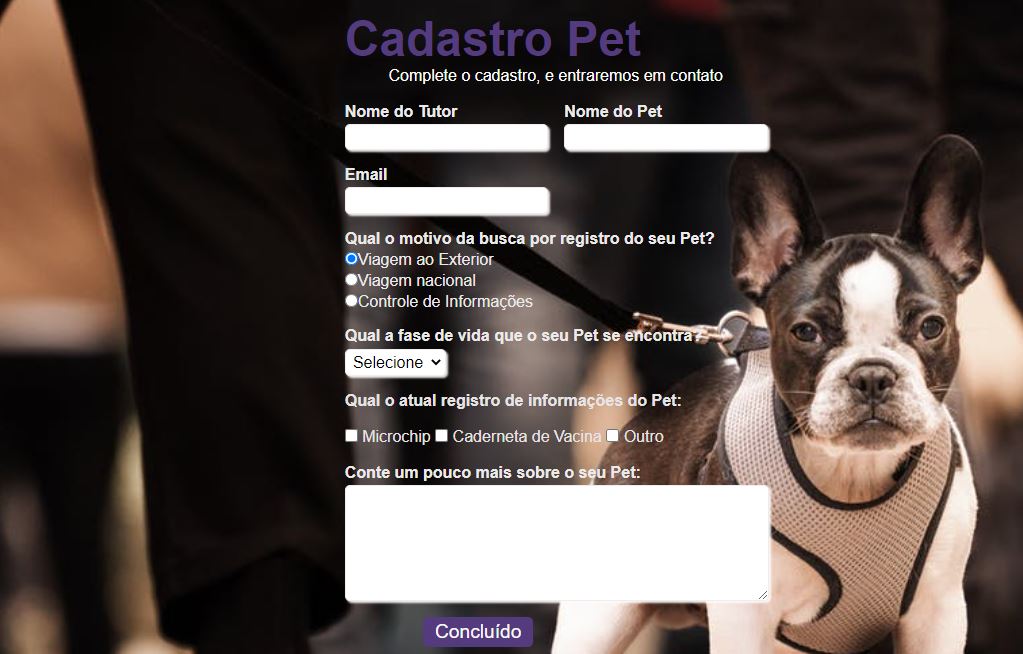 Cadastro Pet
Complete o cadastro, e entraremos em contato
Nome do Tutor Nome do Pet
Email
Qual o motivo da busca por registro do seu Pet?
Viagem ao Exterior
Viagem nacional
Controle de Informações
Qual a fase de vida que o seu Pet se encontra?
Selecione
Qual o atual registro de informações do Pet:
Microchip Caderneta de Vacina Outro
Conte um pouco mais sobre o seu Pet:
Concluído